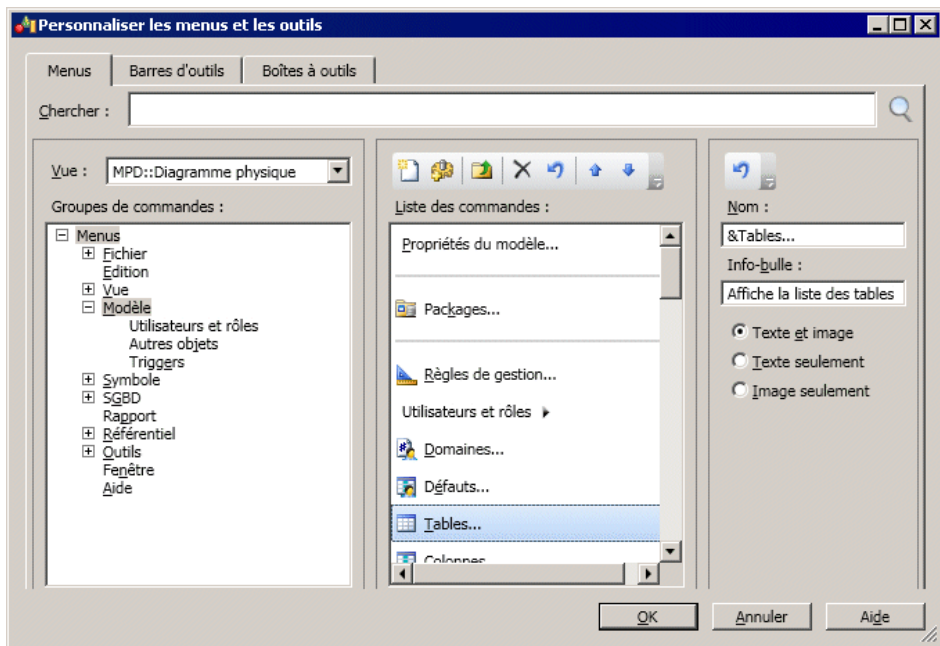 Personnaliser les menus et les outils
Menus
Barres d'outils
Boîtes à outils
Chercher :
Vue :
MPD::Diagramme physique
Groupes de commandes :
Menus
Fichier
Edition
Vue
Modèle
Utilisateurs et rôles
Autres objets
Triggers
Symbole
SGBD
Rapport
Référentiel
Outils
Fenêtre
Aide
Liste des commandes :
Propriétés du modèle...
Packages...
Règles de gestion...
Utilisateurs et rôles
Domaines...
Défauts...
Tables...
Colonnes
Nom :
&Tables...
Info-bulle :
Affiche la liste des tables
Texte et image
Texte seulement
Image seulement
OK
Annuler
Aide